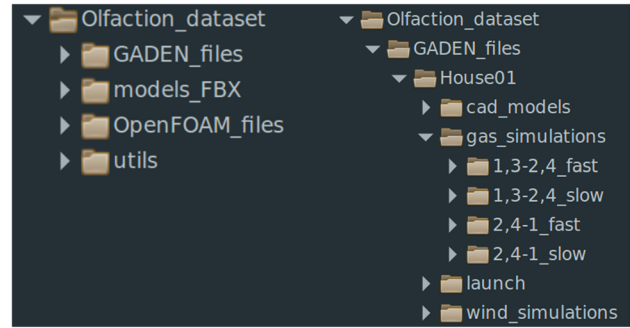 Olfaction_dataset
GADEN_files
models_FBX
OpenFOAM_files
utils
Olfaction_dataset
GADEN_files
House01
cad_models
gas_simulations
1,3-2,4_fast
1,3-2,4_slow
2,4-1_fast
2,4-1_slow
launch
wind_simulations